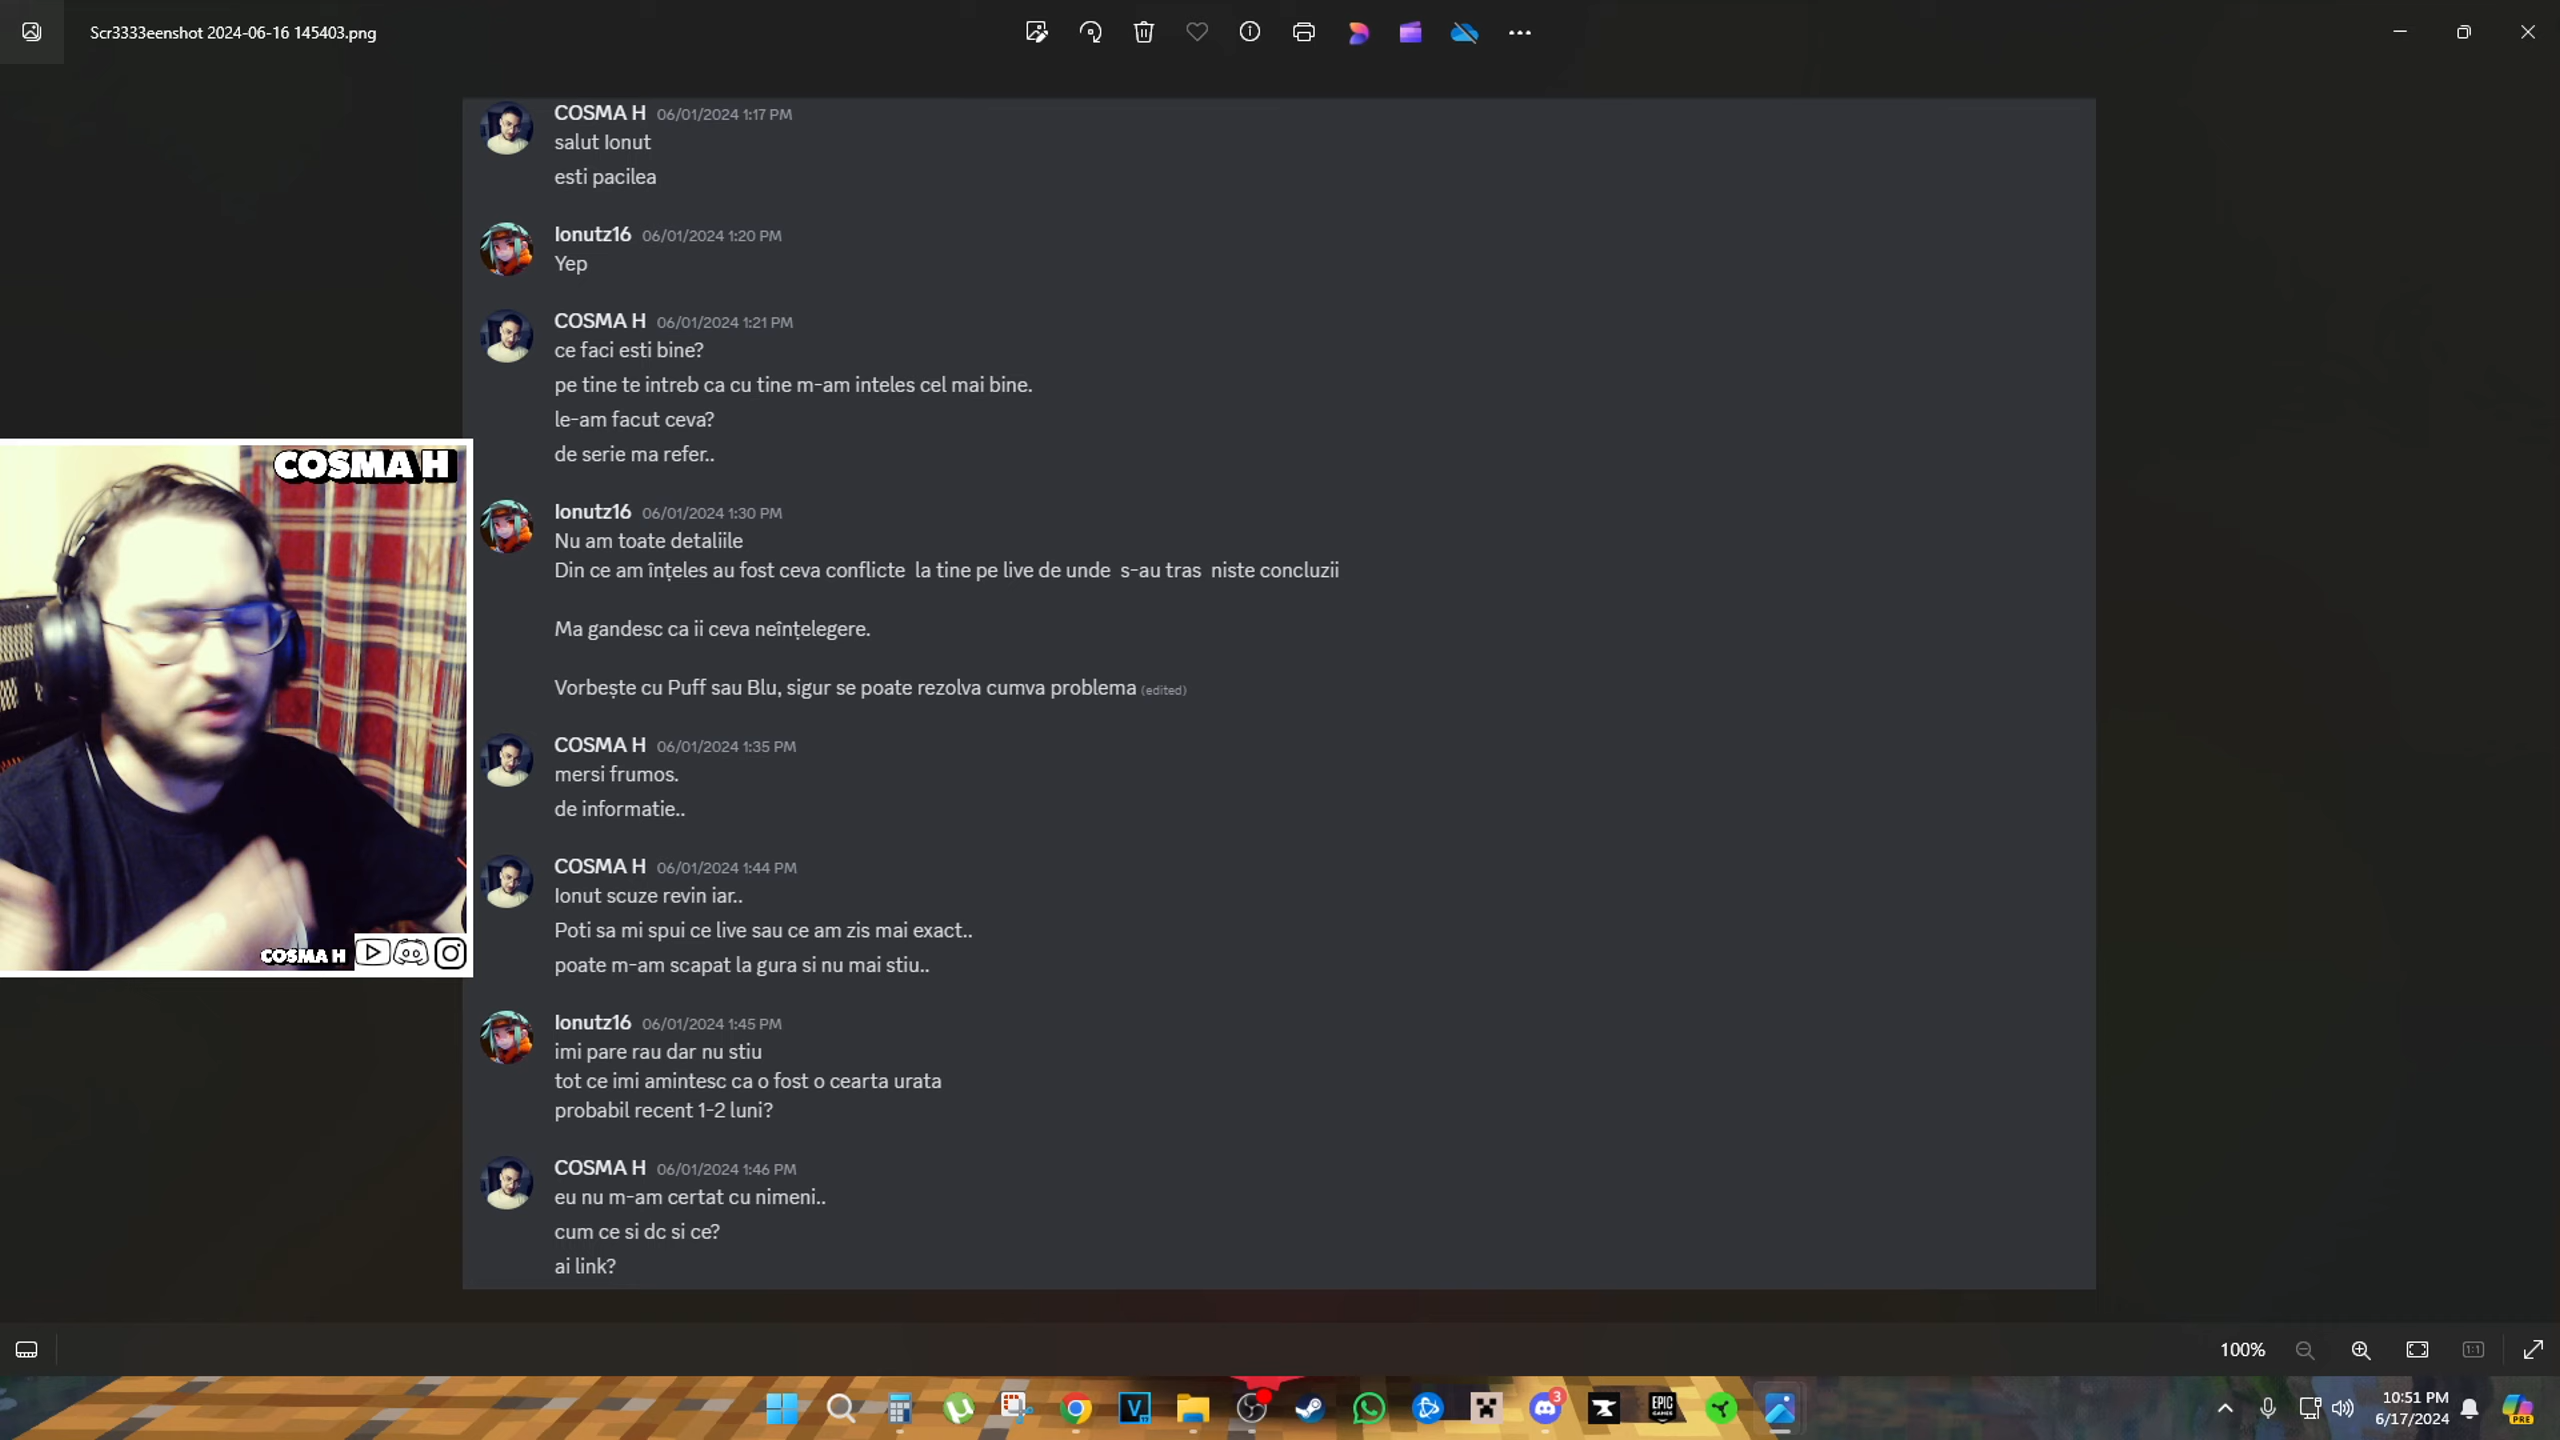 Scr3333eenshot 2024-06-16 145403.png
COSMA H 06/01/2024 1:17 PM
salut Ionut
esti pacilea
Ionutz16 06/01/2024 1:20 PM
Yep
COSMA H 06/01/2024 1:21 PM
ce faci esti bine?
pe tine te intreb ca cu tine m-am inteles cel mai bine.
le-am facut ceva?
de serie ma refer..
COSMA H
Ionutz16 06/01/2024 1:30 PM
Nu am toate detaliile
Din ce am înțeles au fost ceva conflicte la tine pe live de unde s-au tras niste concluzii
Ma gandesc ca ii ceva neînțelegere.
Vorbește cu Puff sau Blu, sigur se poate rezolva cumva problema (edited)
COSMA H 06/01/2024 1:35 PM
mersi frumos.
de informatie..
COSMA H 06/01/2024 1:44 PM
Ionut scuze revin iar..
Poti sa mi spui ce live sau ce am zis mai exact..
poate m-am scapat la gura si nu mai stiu..
COSMA H
Ionutz16 06/01/2024 1:45 PM
imi pare rau dar nu stiu
tot ce imi amintesc ca o fost o cearta urata
probabil recent 1-2 luni?
COSMA H 06/01/2024 1:46 PM
eu nu m-am certat cu nimeni..
cum ce si dc si ce?
ai link?
100%
1:1
V
3
EPIC
GAMES
10:51 PM
6/17/2024
PRE